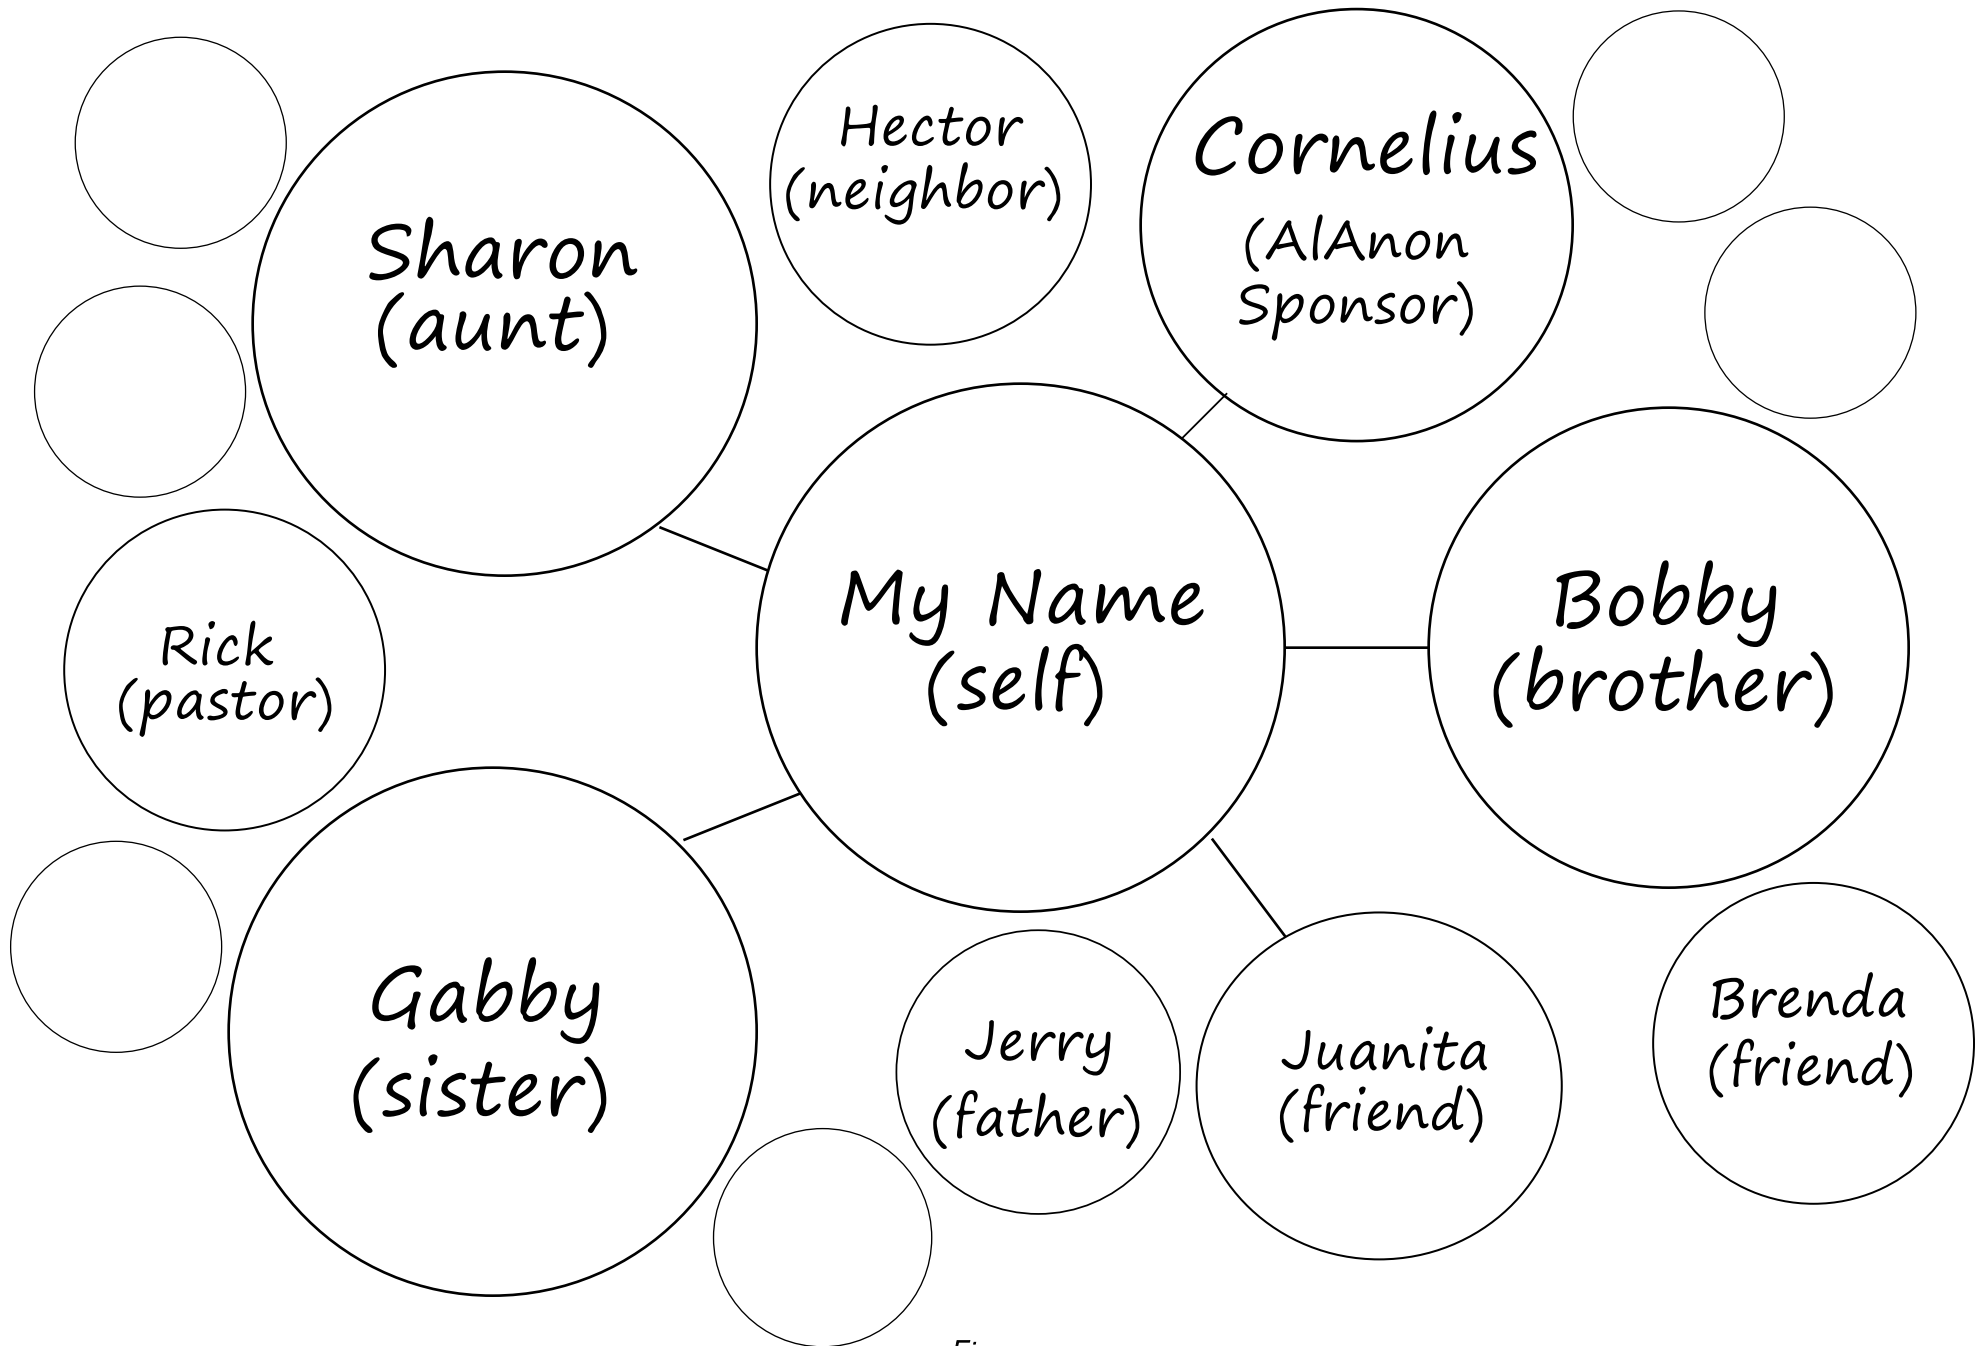 Hector
(neighbor)
Cornelius
(AlAnon
Sponsor)
Sharon
(aunt)
My Name
(self)
Bobby
(brother)
Rick
(pastor)
Gabby
(sister)
Jerry
(father)
Juanita
(friend)
Brenda
(friend)